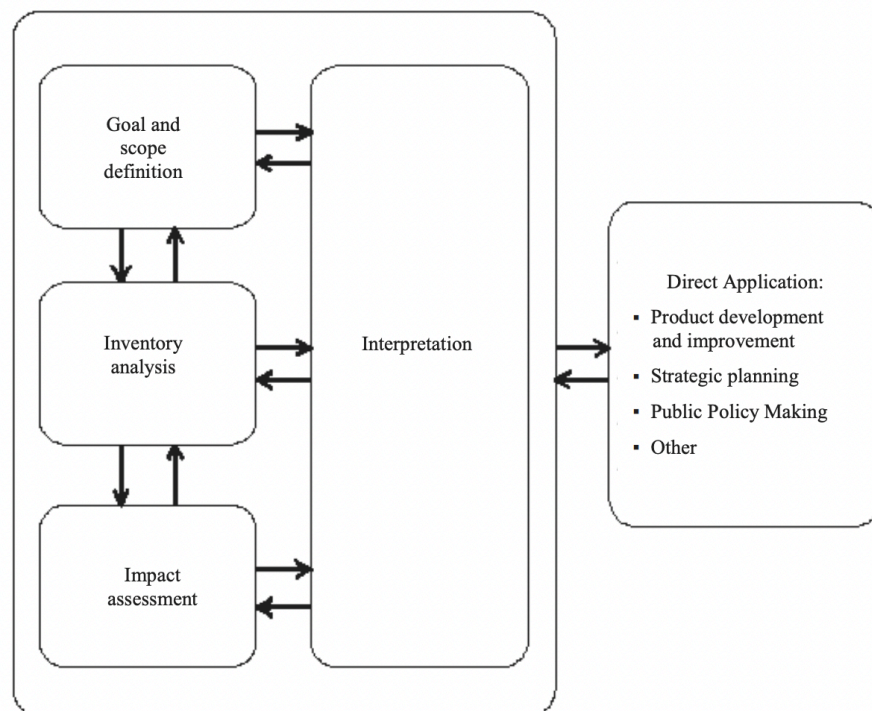 Goal and
scope
definition
Inventory
analysis
Impact
assessment
Interpretation
Direct Application:
▪ Product development
and improvement
▪ Strategic planning
▪ Public Policy Making
▪ Other